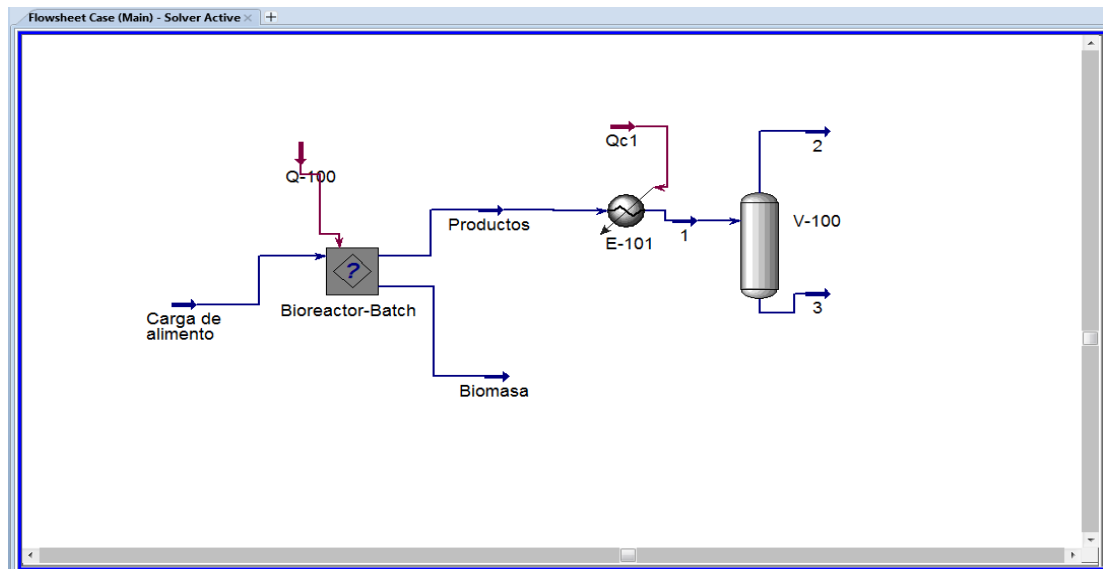 Flowsheet Case (Main) - Solver Active
Qc1
2
Q-100
Productos
E-101
1
V-100
?
Bioreactor-Batch
Carga de
alimento
3
Biomasa